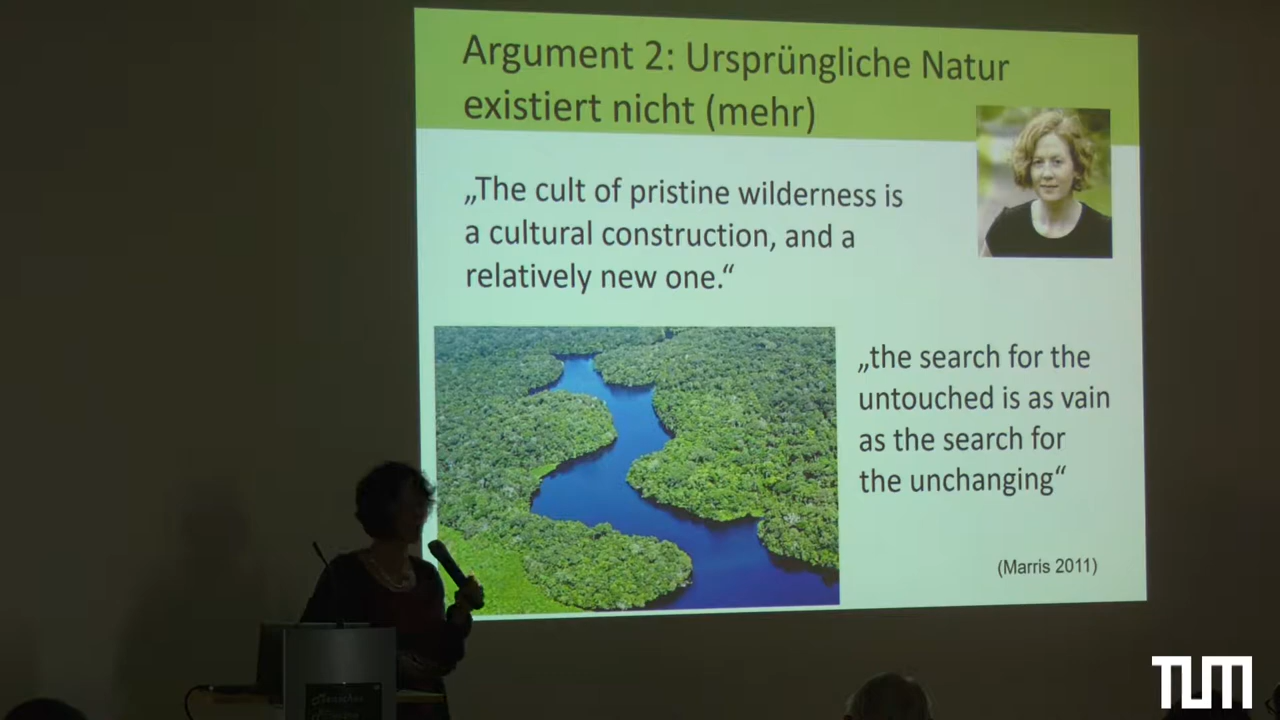 Argument 2: Ursprüngliche Natur
existiert nicht (mehr)
„The cult of pristine wilderness is
a cultural construction, and a
relatively new one.“
„the search for the
untouched is as vain
as the search for
the unchanging“
(Marris 2011)
TUM